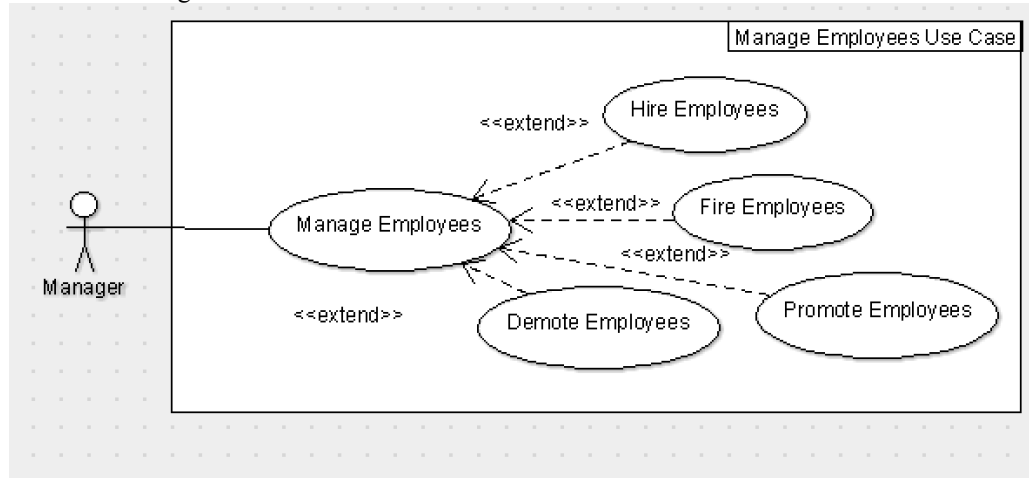 Manage Employees Use Case
Hire Employees
<<extend>>
<<extend>>
Fire Employees
Manage Employees
<<extend>>
Manager
<<extend>>
Demote Employees
Promote Employees